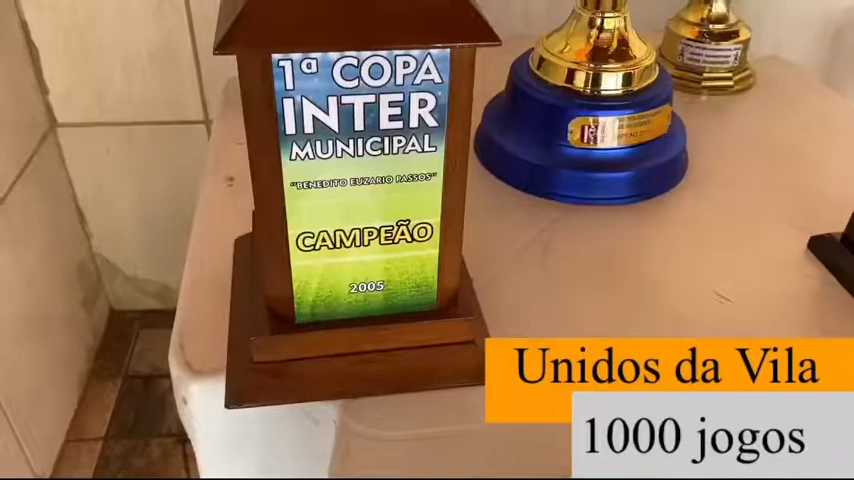 1ª COPA
INTER
MUNICIPAL
"BENEDITO EUZARIO PASSOS"
CAMPEÃO
2005
Unidos da Vila
1000 jogos